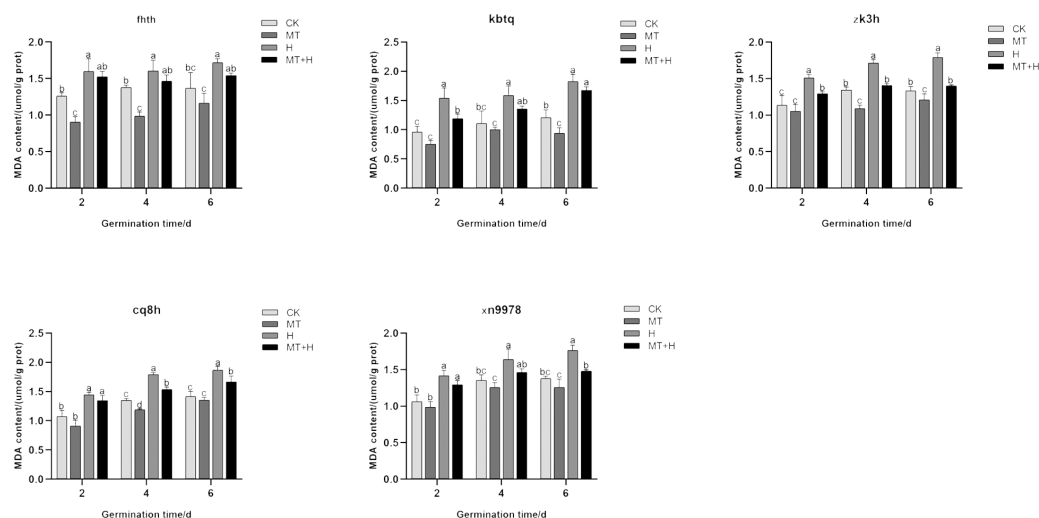 fhth
CK
MT
H
MT+H
MDA content/(umol/g prot)
2.0
1.5
1.0
0.5
0.0
b c a ab
b c a ab
bc c a ab
2 4 6
Germination time/d
kbtq
CK
MT
H
MT+H
MDA content/(umol/g prot)
2.5
2.0
1.5
1.0
0.5
0.0
c c a b
bc c a ab
b c a a
2 4 6
Germination time/d
zk3h
CK
MT
H
MT+H
MDA content/(umol/g prot)
2.0
1.5
1.0
0.5
0.0
c c a b
b c a b
b c a b
2 4 6
Germination time/d
cq8h
CK
MT
H
MT+H
MDA content/(umol/g prot)
2.5
2.0
1.5
1.0
0.5
0.0
b b a a
c d a b
c c a b
2 4 6
Germination time/d
xn9978
CK
MT
H
MT+H
MDA content/(umol/g prot)
2.0
1.5
1.0
0.5
0.0
b b a a
bc c a ab
bc c a b
2 4 6
Germination time/d